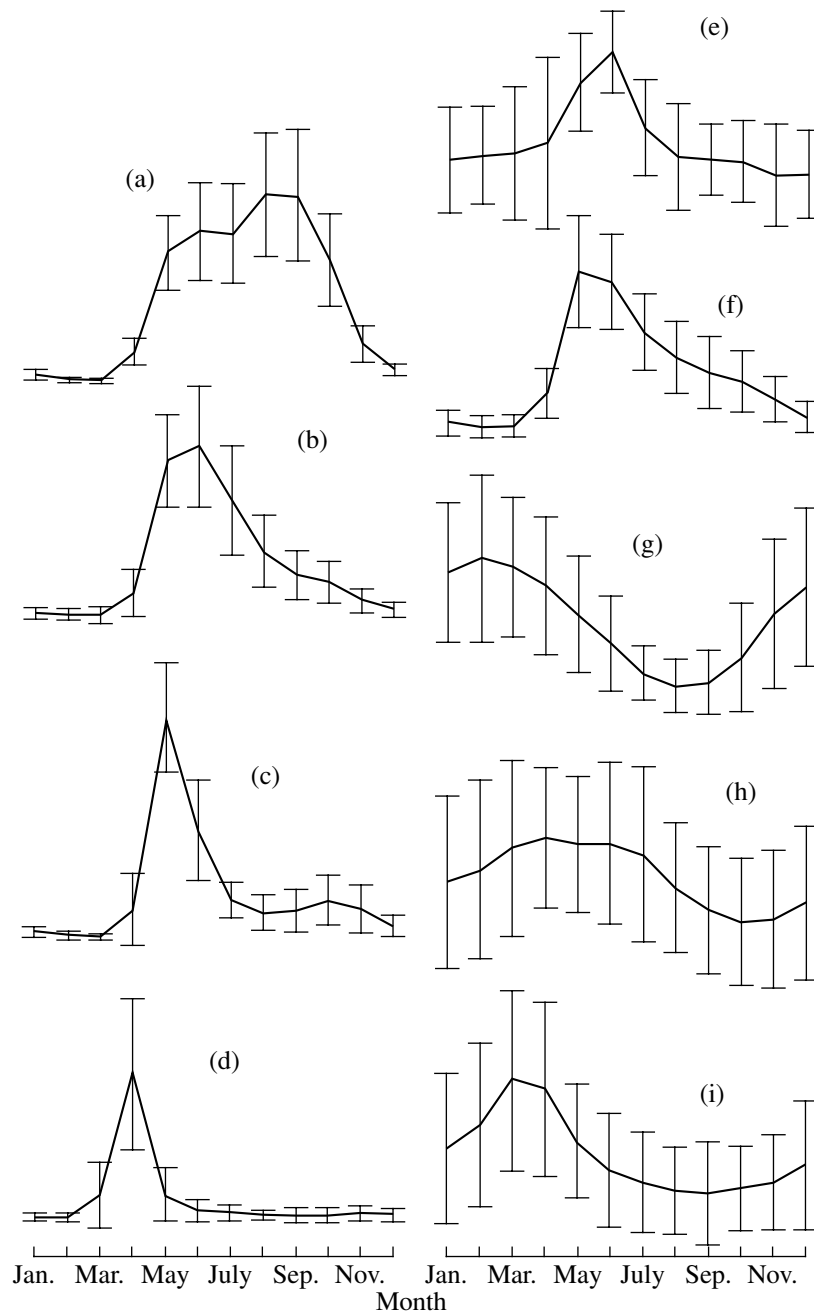 (e)
(a)
(f)
(b)
(g)
(c)
(h)
(d)
(i)
Jan. Mar. May July Sep. Nov. Jan. Mar. May July Sep. Nov.
Month